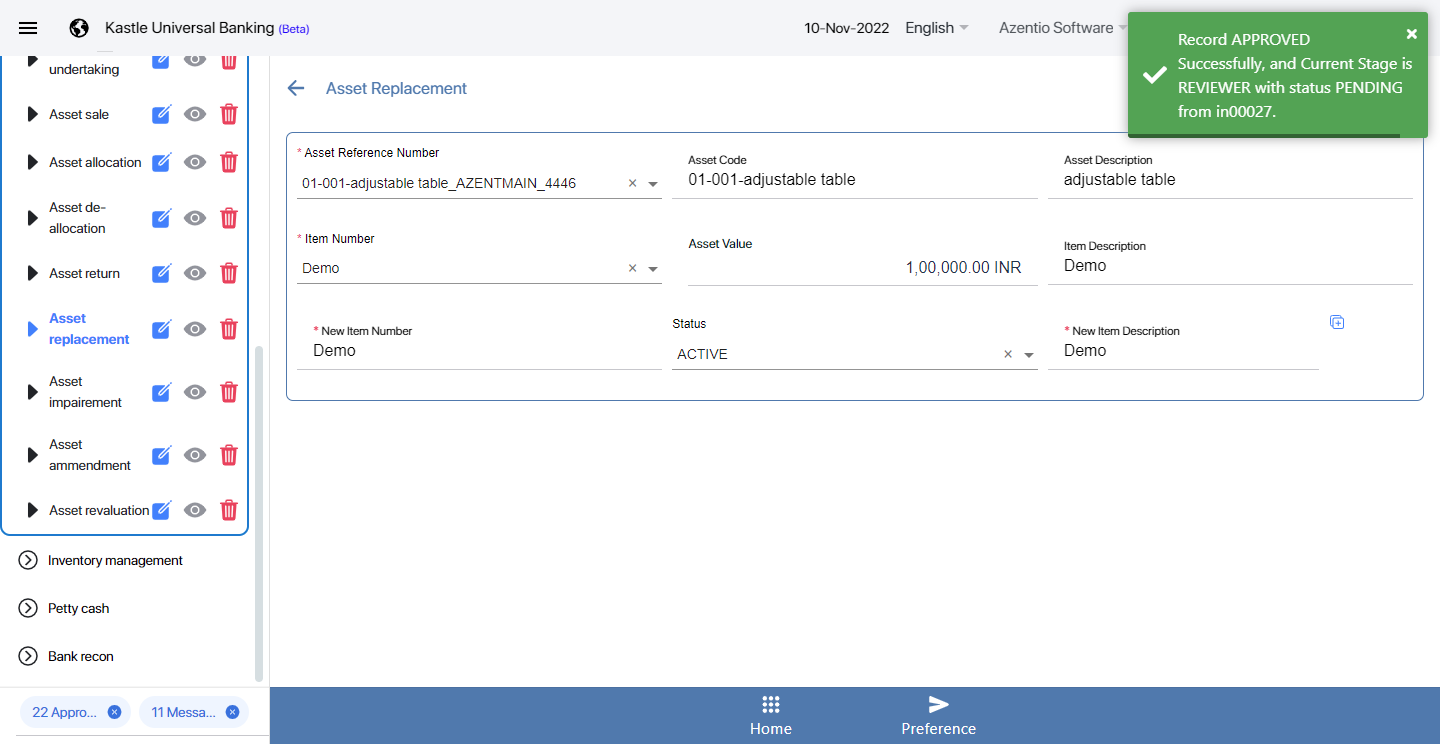 Kastle Universal Banking (Beta)
10-Nov-2022
English
Azentio Software
Record APPROVED
Successfully, and Current Stage is
REVIEWER with status PENDING
from in00027.
undertaking
Asset sale
Asset allocation
Asset de-
allocation
Asset return
Asset
replacement
Asset
impairement
Asset
ammendment
Asset revaluation
Inventory management
Petty cash
Bank recon
22 Appro...
11 Messa...
Asset Replacement
* Asset Reference Number
01-001-adjustable table_AZENTMAIN_4446
Asset Code
01-001-adjustable table
Asset Description
adjustable table
* Item Number
Demo
Asset Value
1,00,000.00 INR
Item Description
Demo
* New Item Number
Demo
Status
ACTIVE
* New Item Description
Demo
Home
Preference